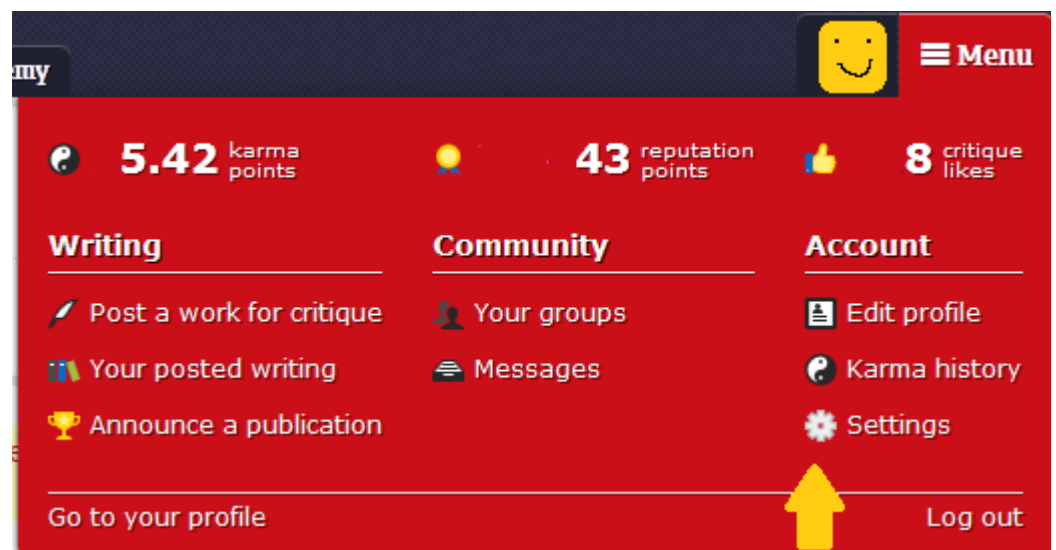 emy
Menu
5.42 karma points
43 reputation points
8 critique likes
Writing
Community
Account
Post a work for critique
Your groups
Edit profile
Your posted writing
Messages
Karma history
Announce a publication
Settings
Go to your profile
Log out